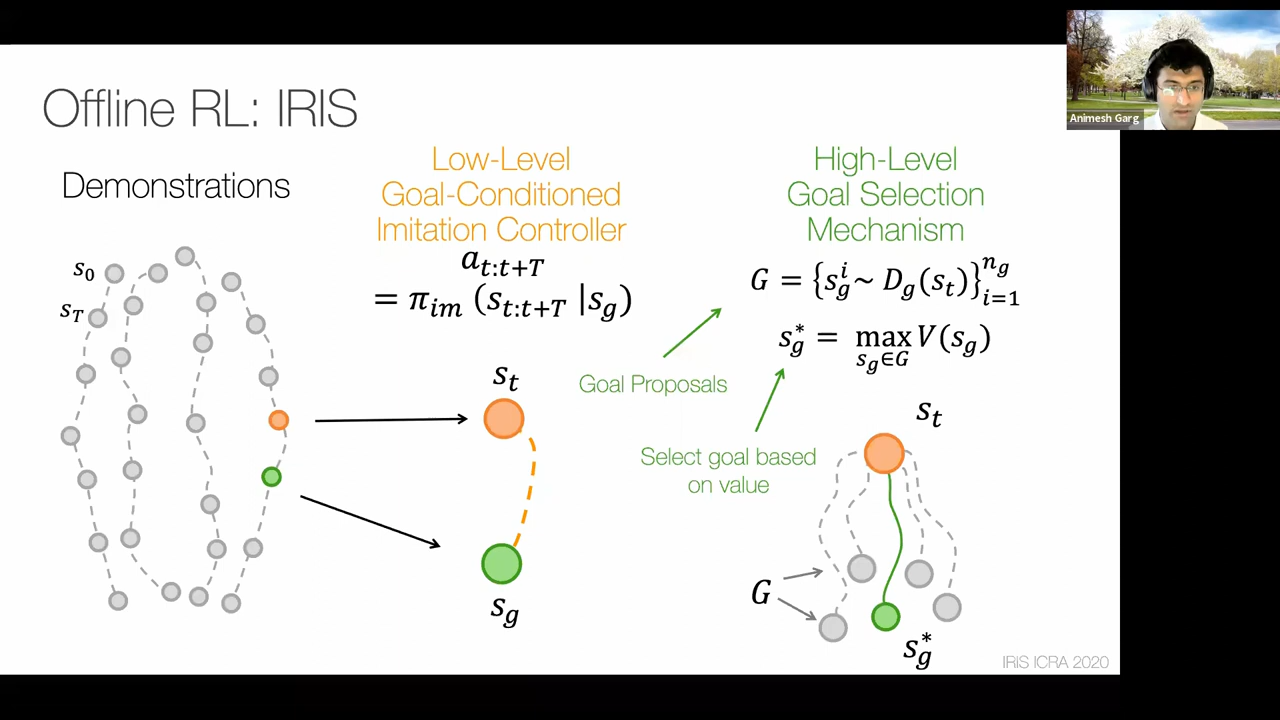 Offline RL: IRIS
Animesh Garg
Demonstrations
s_0
s_T
Low-Level
Goal-Conditioned
Imitation Controller
a_{t:t+T}
= π_{im} (s_{t:t+T} |s_g)
High-Level
Goal Selection
Mechanism
G = {s_g^i ~ D_g(s_t)}_{i=1}^{n_g}
s_g^* = max_{s_g∈G} V(s_g)
Goal Proposals
Select goal based
on value
s_t
s_g
s_t
G
s_g^*
IRIS ICRA 2020